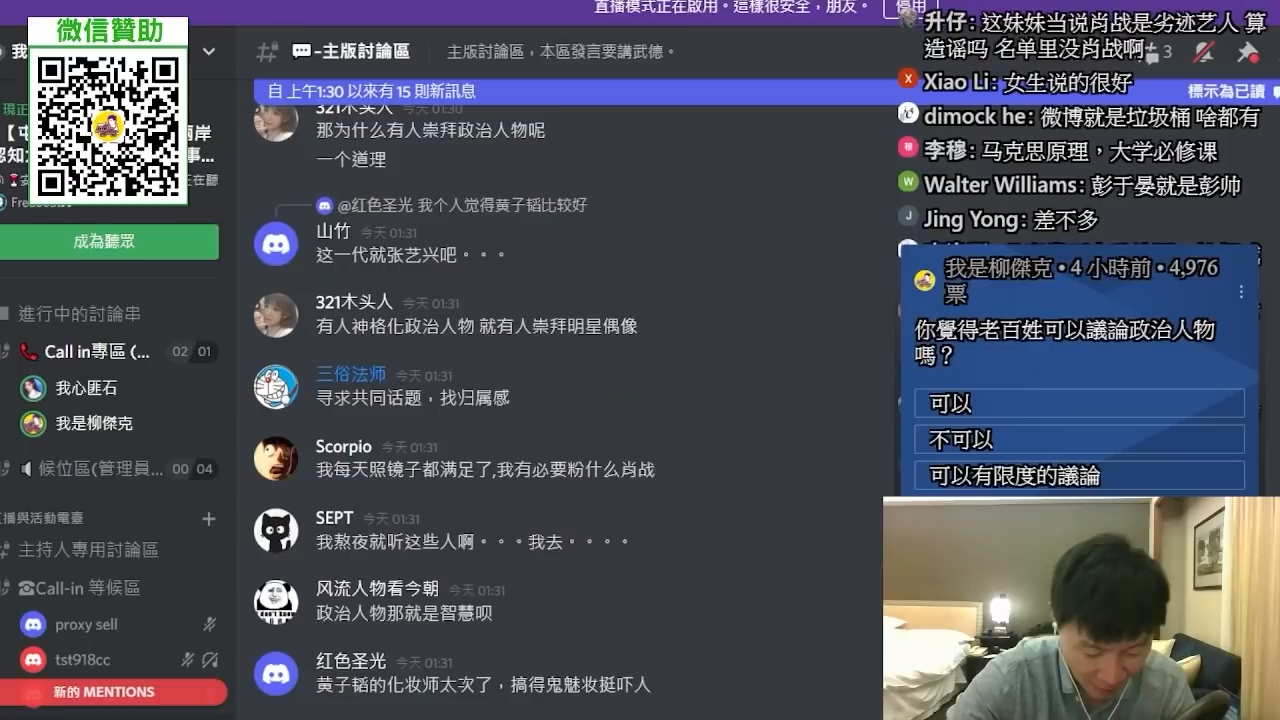 直播模式正在啟用。這樣很安全，朋友。
停用
微信贊助
我
-主版討論區
主版討論區，本區發言要講武德。
3
自 上午1:30 以來有 15 則新訊息
標示為已讀
現正
成為聽眾
進行中的討論串
Call in專區 (...
02 01
我心匪石
我是柳傑克
候位區(管理員...
00 04
直播與活動電臺
主持人專用討論區
Call-in 等候區
proxy sell
tst918cc
新的 MENTIONS
321木头人 今天 01:30
那为什么有人崇拜政治人物呢
一个道理
@红色圣光 我个人觉得黄子韬比较好
山竹 今天 01:31
这一代就张艺兴吧。。。
321木头人 今天 01:31
有人神格化政治人物 就有人崇拜明星偶像
三俗法师 今天 01:31
寻求共同话题，找归属感
Scorpio 今天 01:31
我每天照镜子都满足了,我有必要粉什么肖战
SEPT 今天 01:31
我熬夜就听这些人啊。。。我去。。。。
风流人物看今朝 今天 01:31
政治人物那就是智慧呗
红色圣光 今天 01:31
黄子韬的化妆师太次了，搞得鬼魅妆挺吓人
升仔: 这妹妹当说肖战是劣迹艺人 算
造谣吗 名单里没肖战啊
Xiao Li: 女生说的很好
dimock he: 微博就是垃圾桶 啥都有
李穆: 马克思原理，大学必修课
Walter Williams: 彭于晏就是彭帅
Jing Yong: 差不多
我是柳傑克 • 4 小時前 • 4,976
票
你覺得老百姓可以議論政治人物
嗎？
可以
不可以
可以有限度的議論